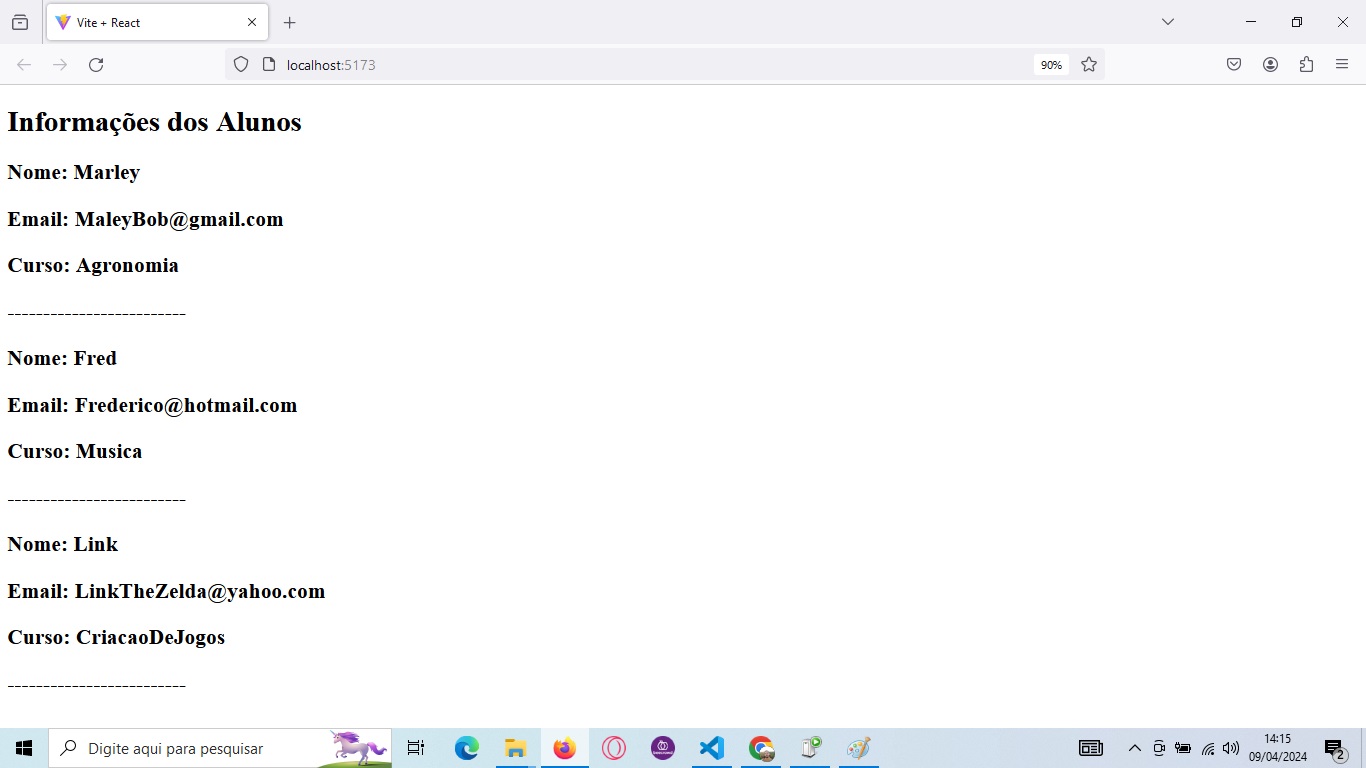 Vite + React
localhost:5173
90%
Informações dos Alunos
Nome: Marley
Email: MaleyBob@gmail.com
Curso: Agronomia
-------------------------
Nome: Fred
Email: Frederico@hotmail.com
Curso: Musica
-------------------------
Nome: Link
Email: LinkTheZelda@yahoo.com
Curso: CriacaoDeJogos
-------------------------
Digite aqui para pesquisar
14:15
09/04/2024
2